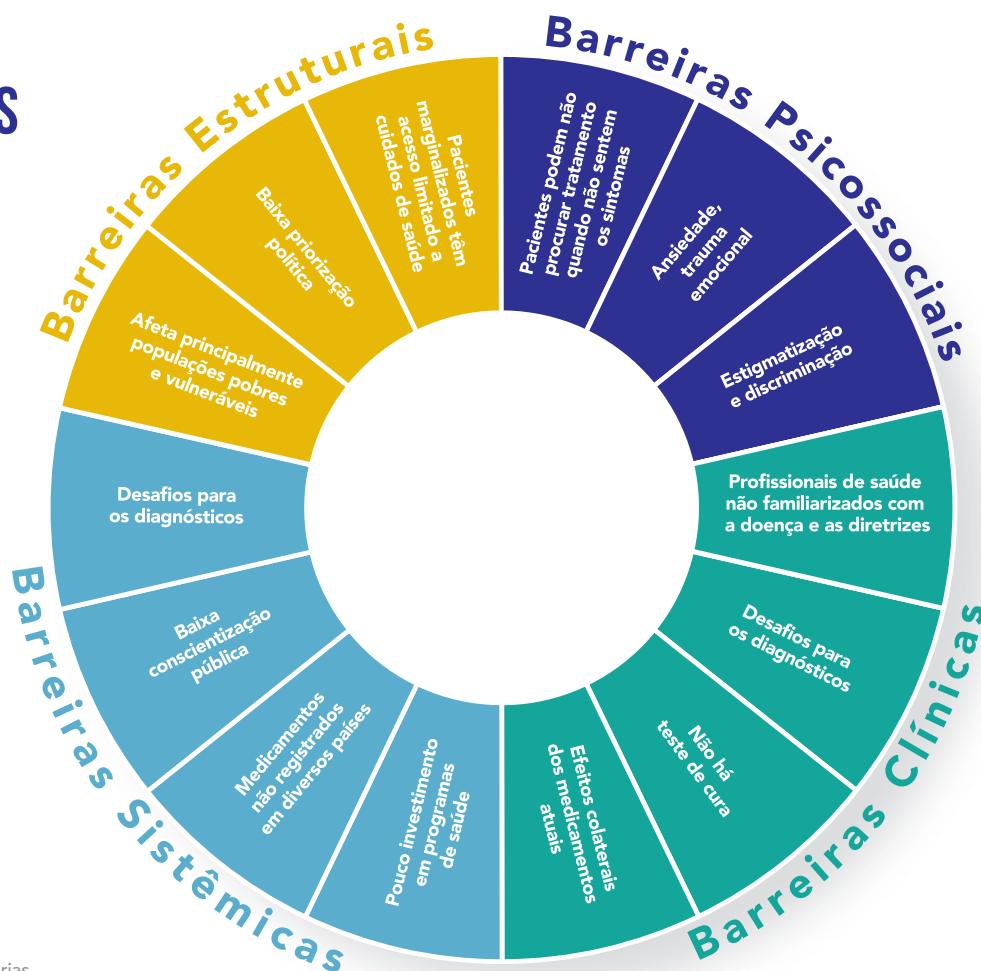 S
Barreiras Estruturais
Afeta principalmente
populações pobres
e vulneráveis
Baixa priorização
política
Pacientes
marginalizados têm
acesso limitado a
cuidados de saúde
Barreiras Psicossociais
Pacientes podem não
procurar tratamento
quando não sentem
os sintomas
Ansiedade,
trauma
emocional
Estigmatização
e discriminação
Barreiras Clínicas
Profissionais de saúde
não familiarizados com
a doença e as diretrizes
Desafios para
os diagnósticos
Não há
teste de cura
Efeitos colaterais
dos medicamentos
atuais
Barreiras Sistêmicas
Desafios para
os diagnósticos
Baixa
conscientização
pública
Medicamentos
não registrados
em diversos países
Pouco investimento
em programas
de saúde